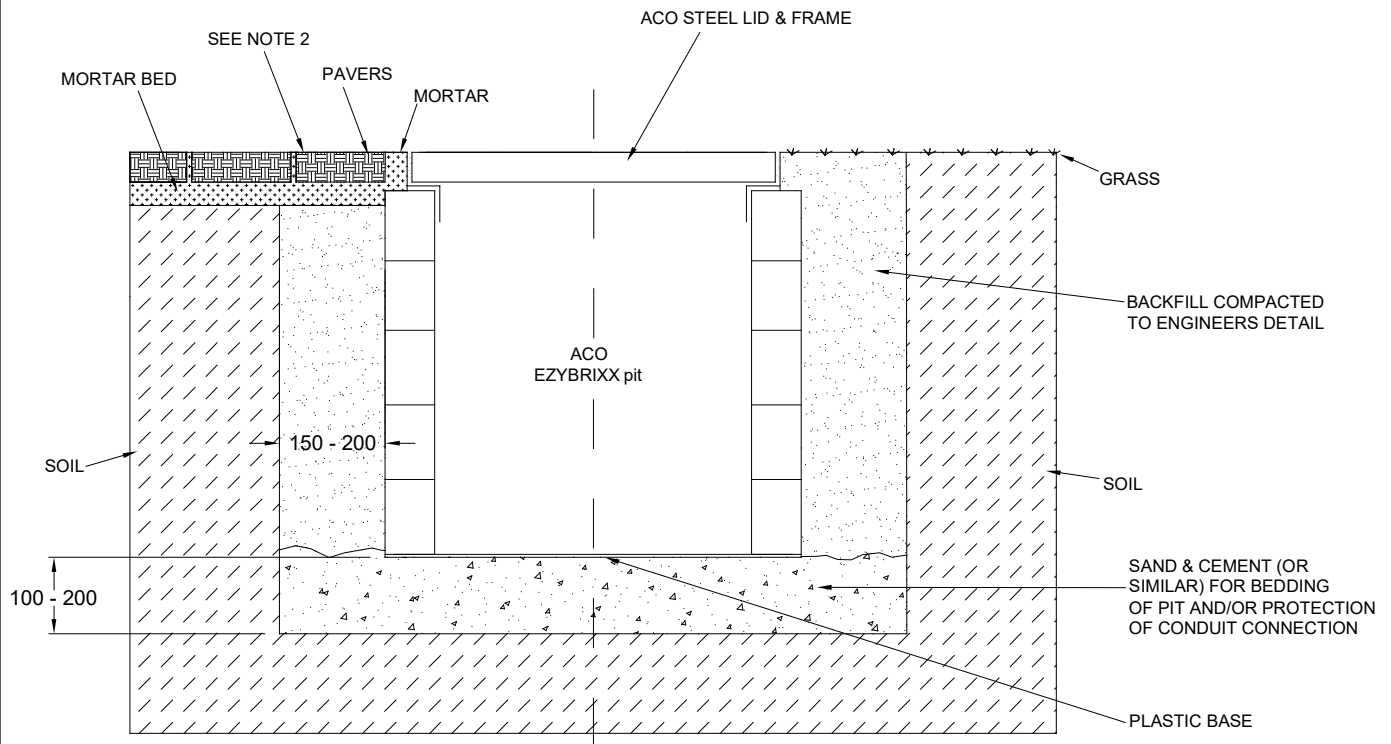 ACO STEEL LID & FRAME
SEE NOTE 2
PAVERS
MORTAR BED
MORTAR
GRASS
BACKFILL COMPACTED
TO ENGINEERS DETAIL
ACO
EZYBRIXX pit
150 - 200
SOIL
SOIL
SAND & CEMENT (OR
SIMILAR) FOR BEDDING
OF PIT AND/OR PROTECTION
OF CONDUIT CONNECTION
100 - 200
PLASTIC BASE